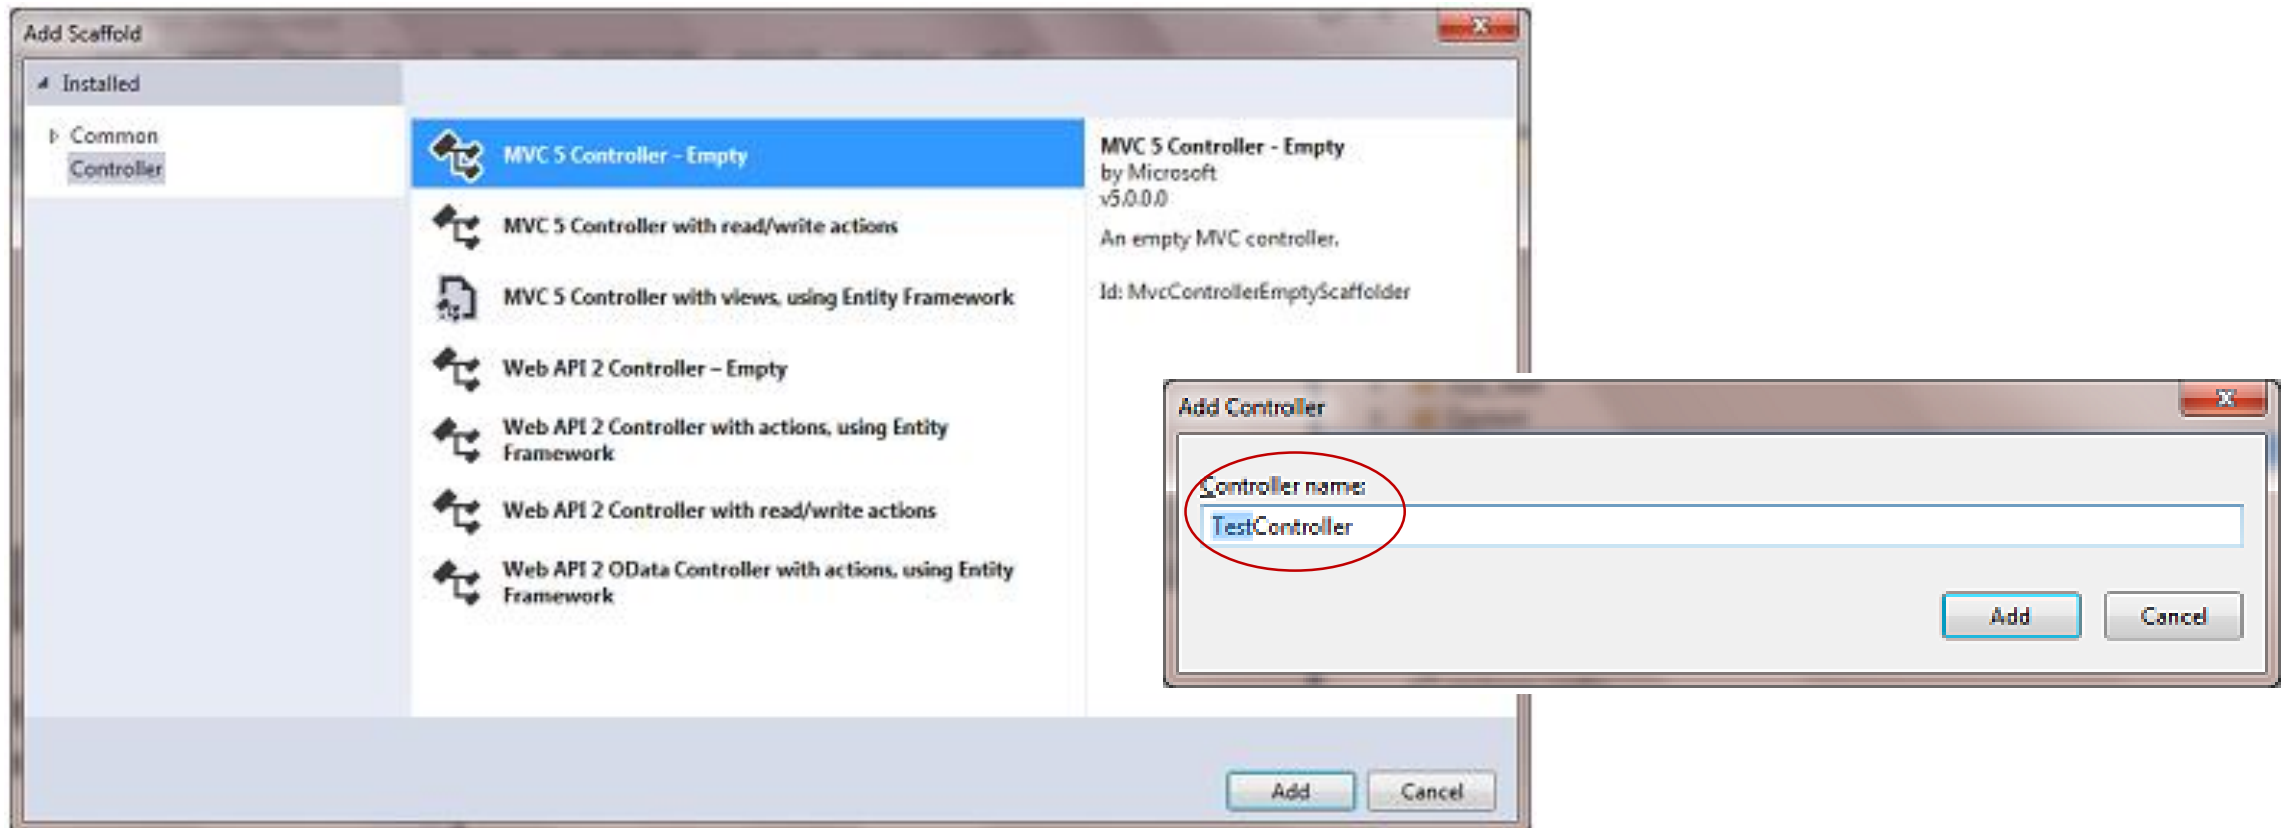 Add Scaffold
Installed
Common
Controller
MVC 5 Controller - Empty
MVC 5 Controller with read/write actions
MVC 5 Controller with views, using Entity Framework
Web API 2 Controller – Empty
Web API 2 Controller with actions, using Entity
Framework
Web API 2 Controller with read/write actions
Web API 2 OData Controller with actions, using Entity
Framework
MVC 5 Controller - Empty
by Microsoft
v5.0.0.0
An empty MVC controller.
Id: MvcControllerEmptyScaffolder
Add
Cancel
Add Controller
Controller name:
TestController
Add
Cancel